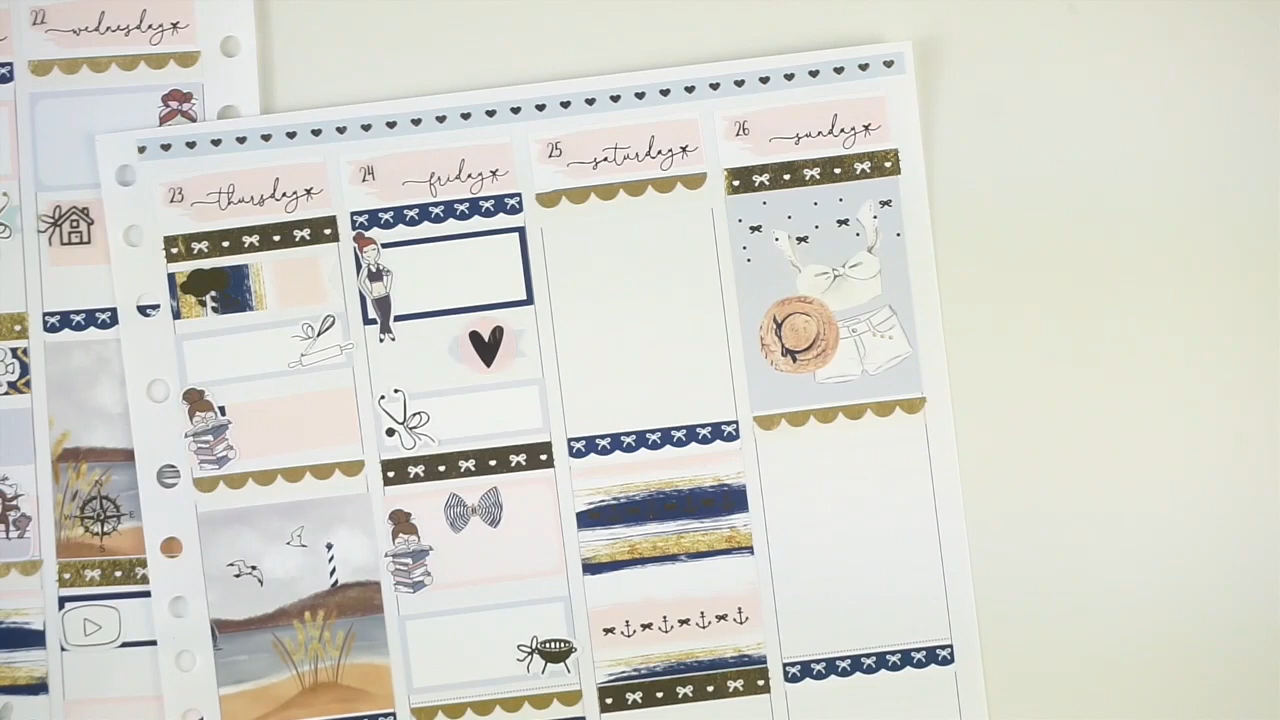 22 wednesday
23 thursday
24 friday
25 saturday
26 sunday
E
S